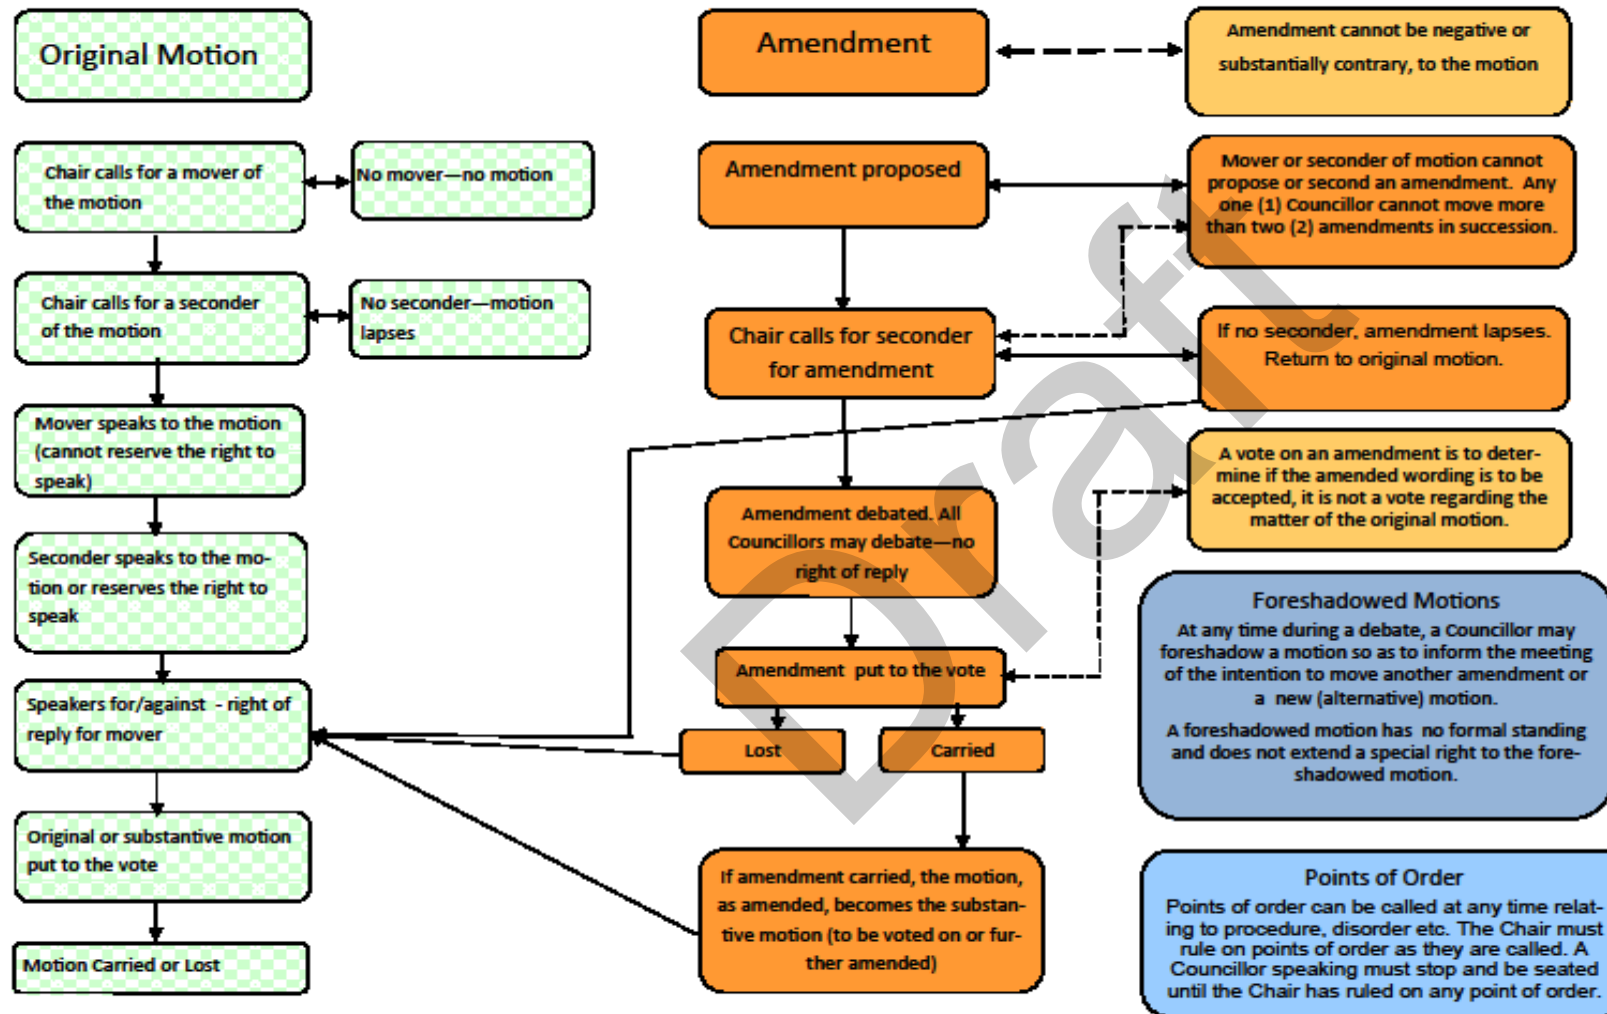 Original Motion
Chair calls for a mover of
the motion
No mover—no motion
Chair calls for a seconder
of the motion
No seconder—motion
lapses
Mover speaks to the motion
(cannot reserve the right to
speak)
Seconder speaks to the mo-
tion or reserves the right to
speak
Speakers for/against - right of
reply for mover
Original or substantive motion
put to the vote
Motion Carried or Lost
Amendment
Amendment proposed
Chair calls for seconder
for amendment
Amendment debated. All
Councillors may debate—no
right of reply
Amendment put to the vote
Lost
Carried
If amendment carried, the motion,
as amended, becomes the substan-
tive motion (to be voted on or fur-
ther amended)
Amendment cannot be negative or
substantially contrary, to the motion
Mover or seconder of motion cannot
propose or second an amendment. Any
one (1) Councillor cannot move more
than two (2) amendments in succession.
If no seconder, amendment lapses.
Return to original motion.
A vote on an amendment is to deter-
mine if the amended wording is to be
accepted, it is not a vote regarding the
matter of the original motion.
Foreshadowed Motions
At any time during a debate, a Councillor may
foreshadow a motion so as to inform the meeting
of the intention to move another amendment or
a new (alternative) motion.
A foreshadowed motion has no formal standing
and does not extend a special right to the fore-
shadowed motion.
Points of Order
Points of order can be called at any time relat-
ing to procedure, disorder etc. The Chair must
rule on points of order as they are called. A
Councillor speaking must stop and be seated
until the Chair has ruled on any point of order.
Draft